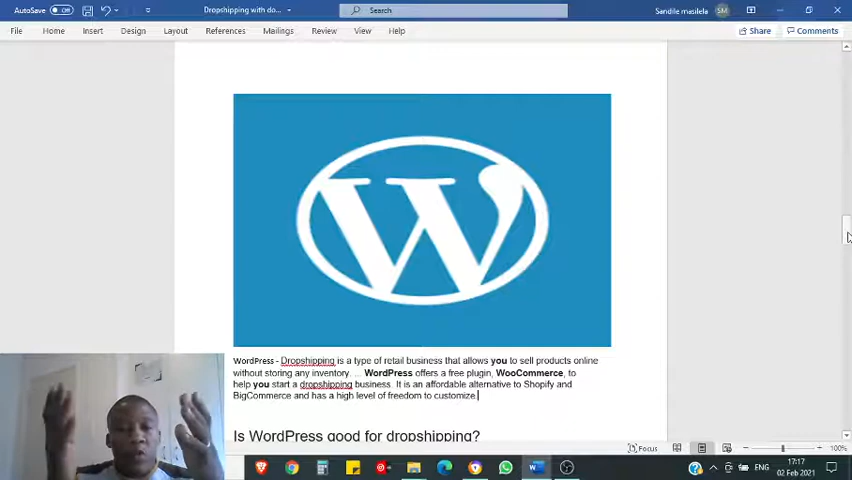 AutoSave Off Dropshipping with do... Search Sandile masilela SM
File Home Insert Design Layout References Mailings Review View Help Share Comments
W
WordPress - Dropshipping is a type of retail business that allows you to sell products online
without storing any inventory. ... WordPress offers a free plugin, WooCommerce, to
help you start a dropshipping business. It is an affordable alternative to Shopify and
BigCommerce and has a high level of freedom to customize.
Is WordPress good for dropshipping?
Focus 100%
W ENG 17:17
02 Feb 2021